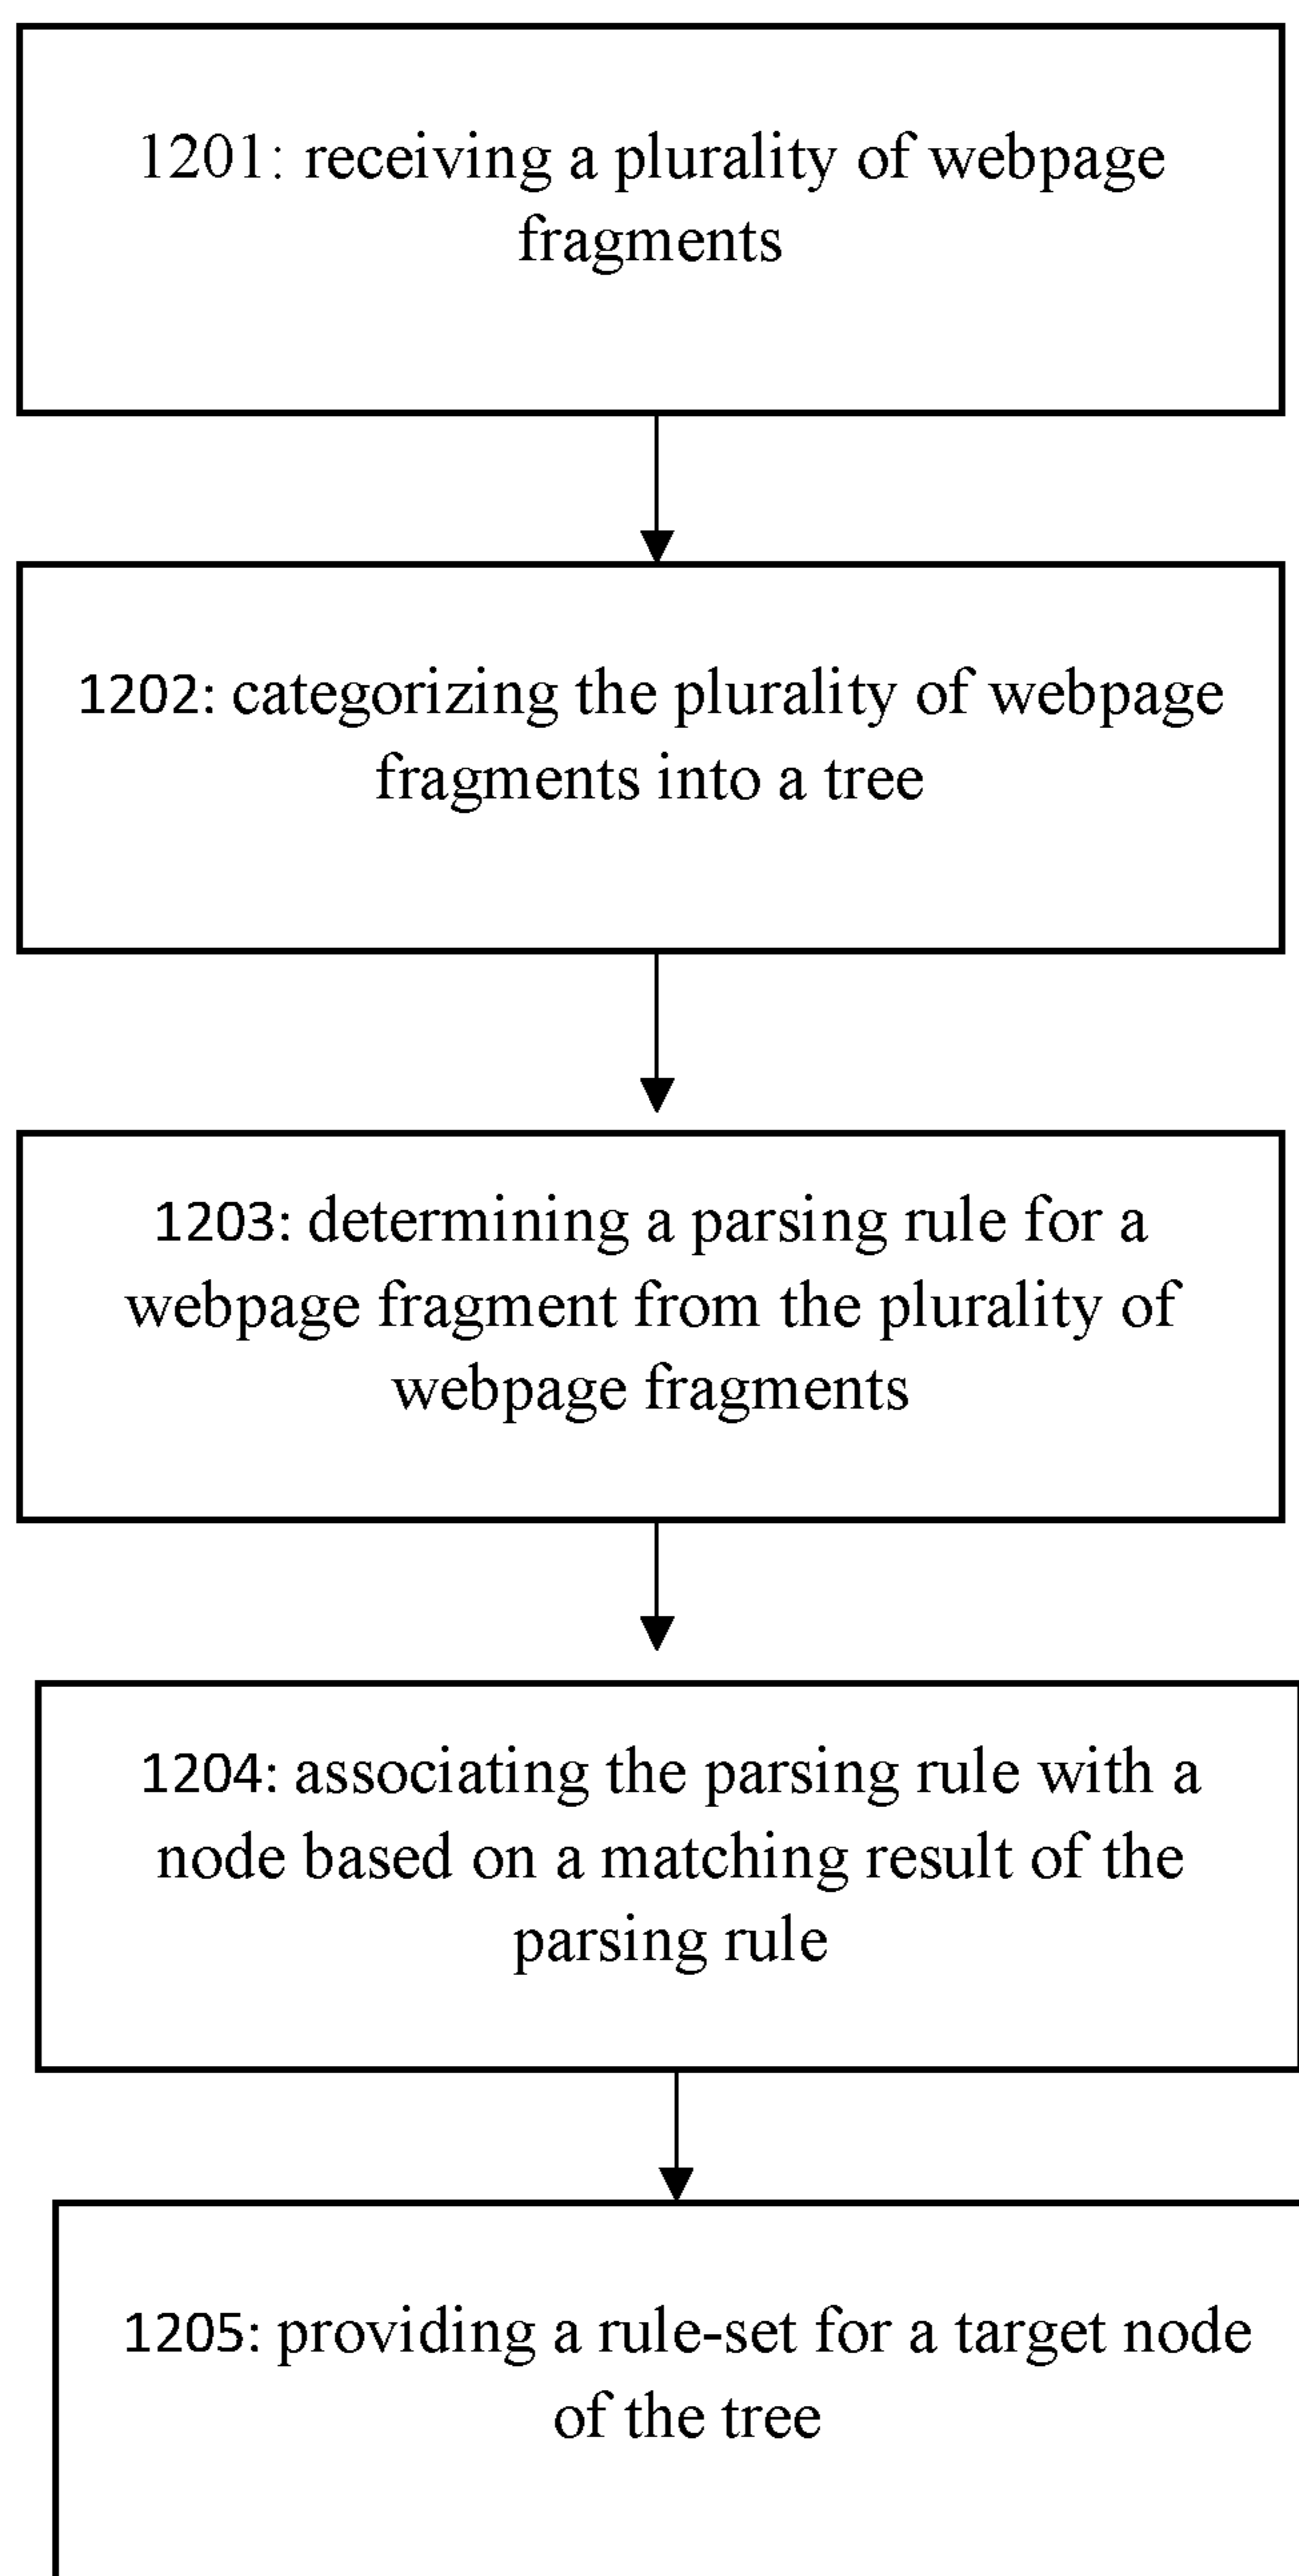 1201: receiving a plurality of webpage
fragments
1202: categorizing the plurality of webpage
fragments into a tree
1203: determining a parsing rule for a
webpage fragment from the plurality of
webpage fragments
1204: associating the parsing rule with a
node based on a matching result of the
parsing rule
1205: providing a rule-set for a target node
of the tree